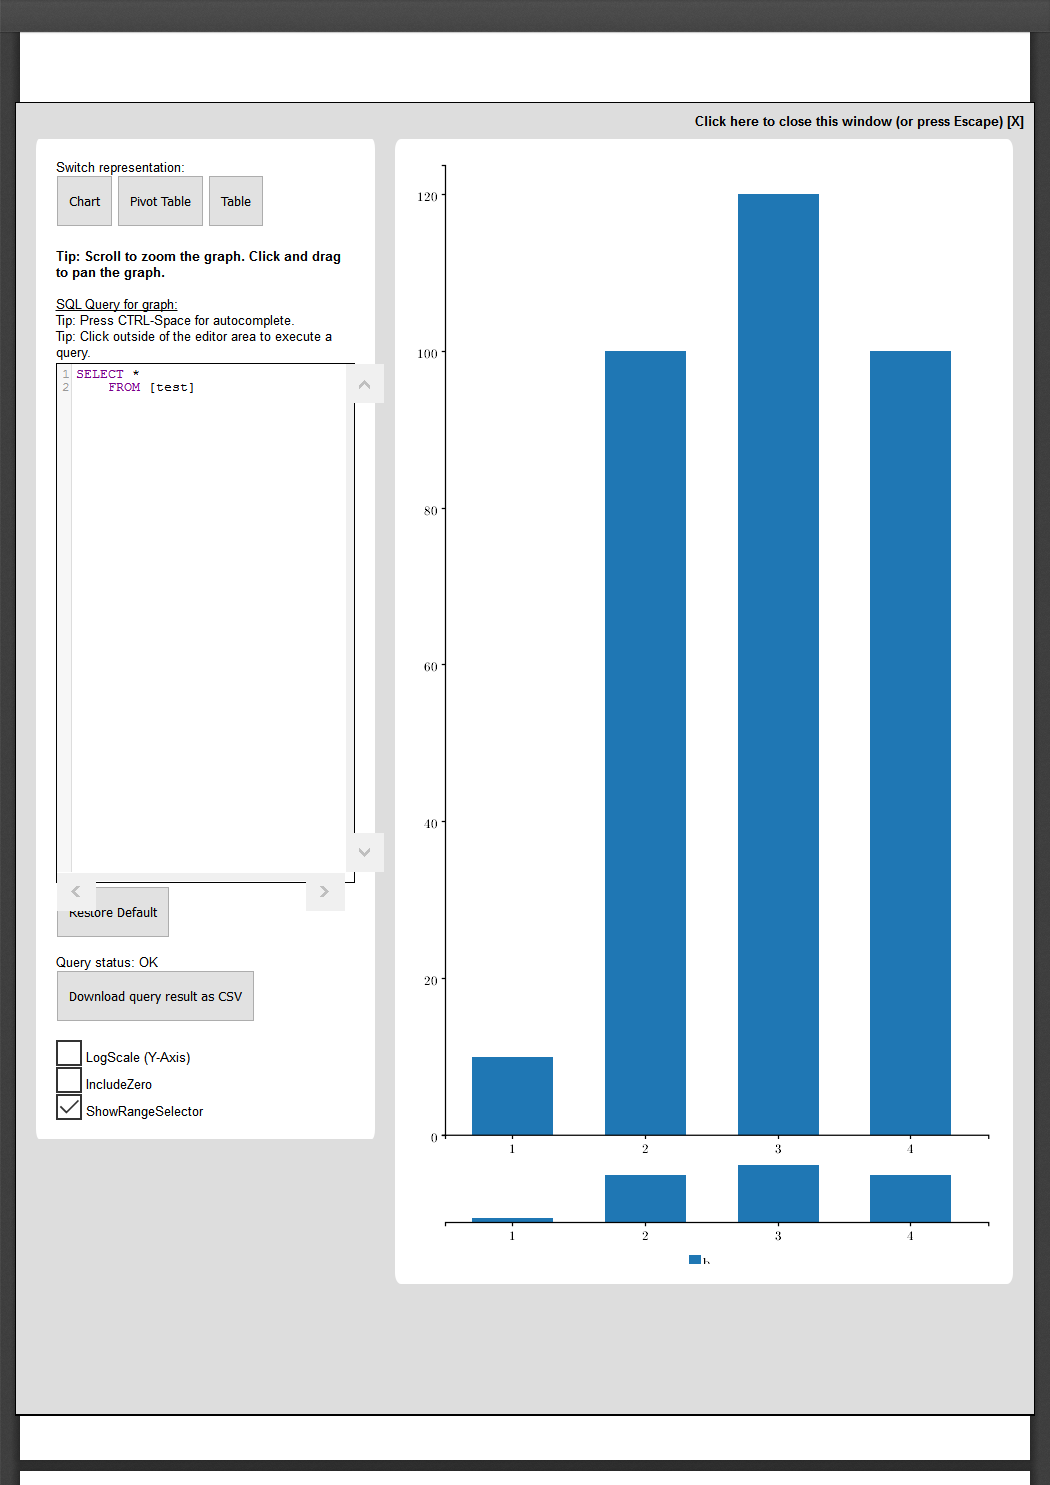 Click here to close this window (or press Escape) [X]
Switch representation:
Chart Pivot Table Table
Tip: Scroll to zoom the graph. Click and drag
to pan the graph.
SQL Query for graph:
Tip: Press CTRL-Space for autocomplete.
Tip: Click outside of the editor area to execute a
query.
1 SELECT *
2 FROM [test]
Restore Default
Query status: OK
Download query result as CSV
LogScale (Y-Axis)
IncludeZero
ShowRangeSelector
120
100
80
60
40
20
0
1 2 3 4
1 2 3 4